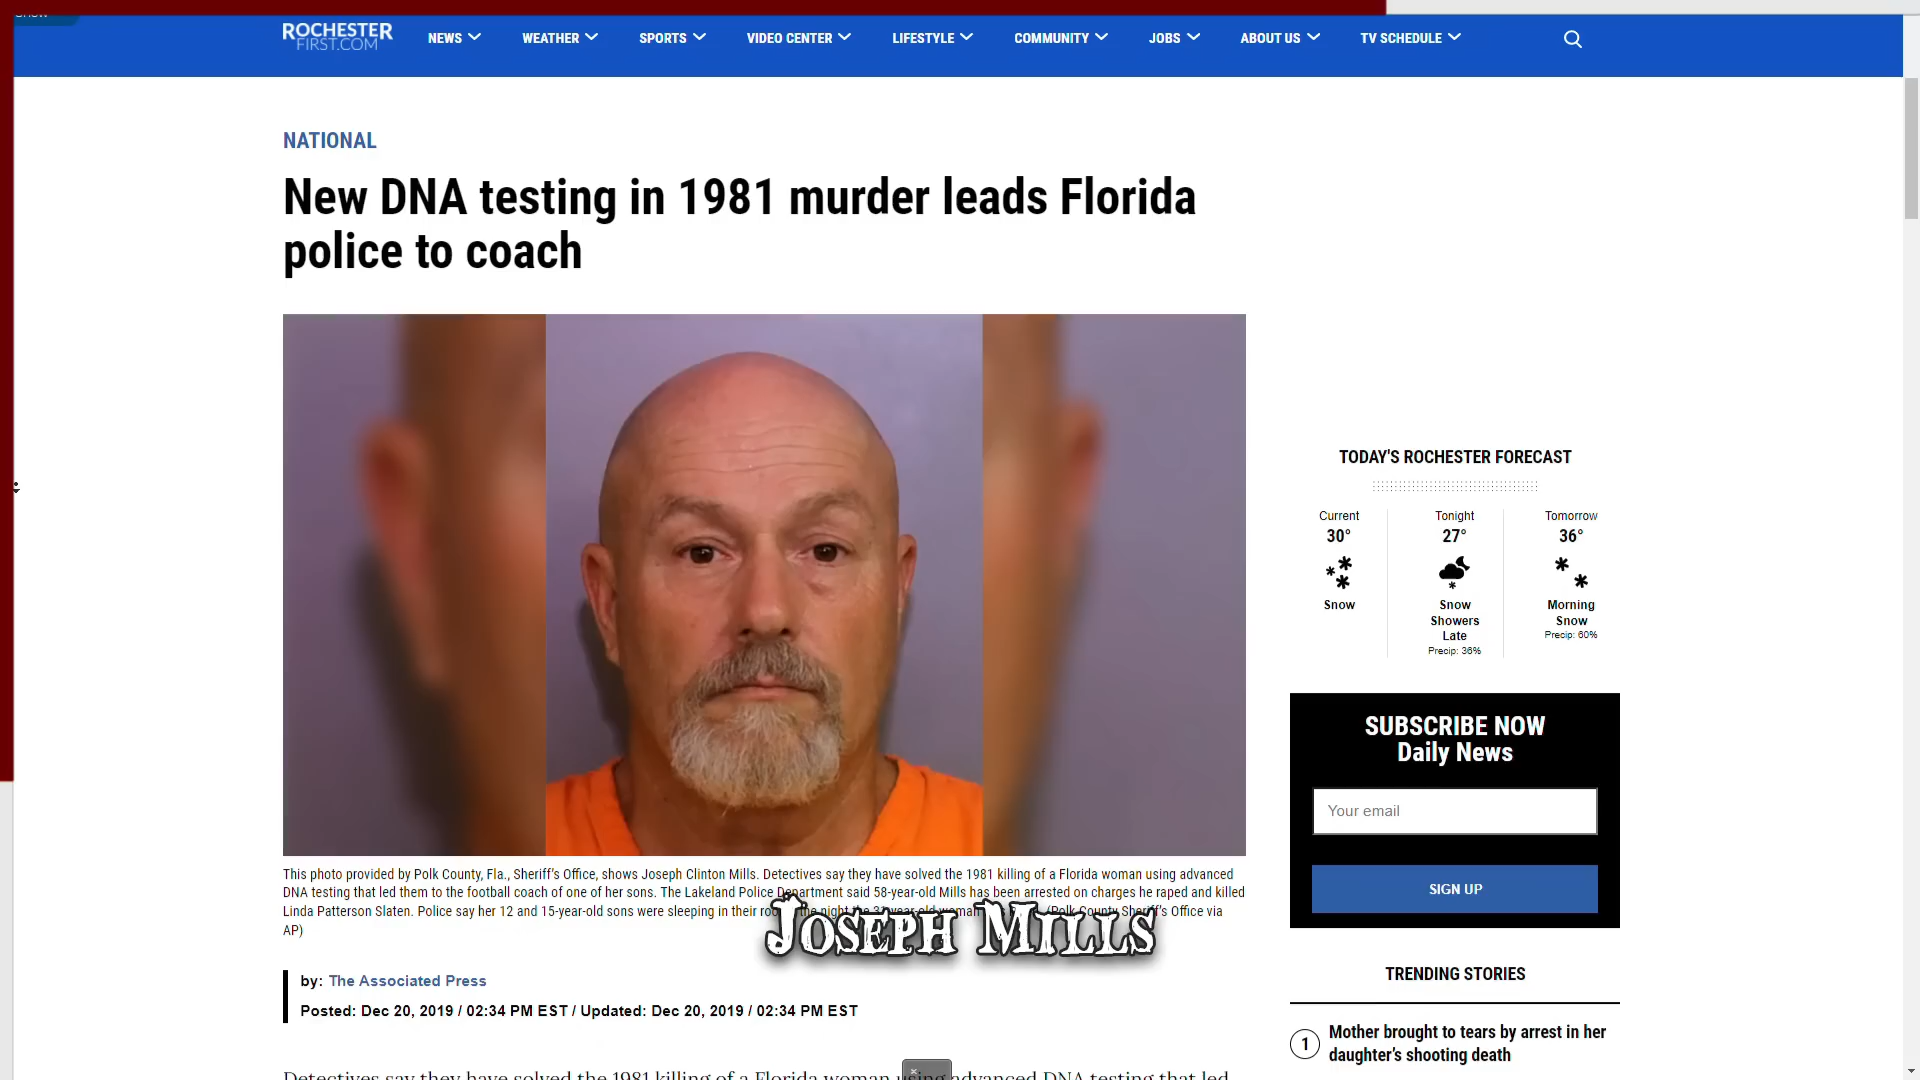 ROCHESTER
FIRST.COM
NEWS
WEATHER
SPORTS
VIDEO CENTER
LIFESTYLE
COMMUNITY
JOBS
ABOUT US
TV SCHEDULE
NATIONAL
New DNA testing in 1981 murder leads Florida
police to coach
This photo provided by Polk County, Fla., Sheriff's Office, shows Joseph Clinton Mills. Detectives say they have solved the 1981 killing of a Florida woman using advanced
DNA testing that led them to the football coach of one of her sons. The Lakeland Police Department said 58-year-old Mills has been arrested on charges he raped and killed
Linda Patterson Slaten. Police say her 12 and 15-year-old sons were sleeping in their the night the 31-year-old (Polk County Sheriff's Office via
AP)
JOSEPH MILLS
by: The Associated Press
Posted: Dec 20, 2019 / 02:34 PM EST / Updated: Dec 20, 2019 / 02:34 PM EST
Detectives say they have solved the 1981 killing of a Florida woman using advanced DNA testing that led
TODAY'S ROCHESTER FORECAST
Current
30°
Snow
Tonight
27°
Snow
Showers
Late
Precip: 36%
Tomorrow
36°
Morning
Snow
Precip: 60%
SUBSCRIBE NOW
Daily News
Your email
SIGN UP
TRENDING STORIES
1
Mother brought to tears by arrest in her
daughter's shooting death